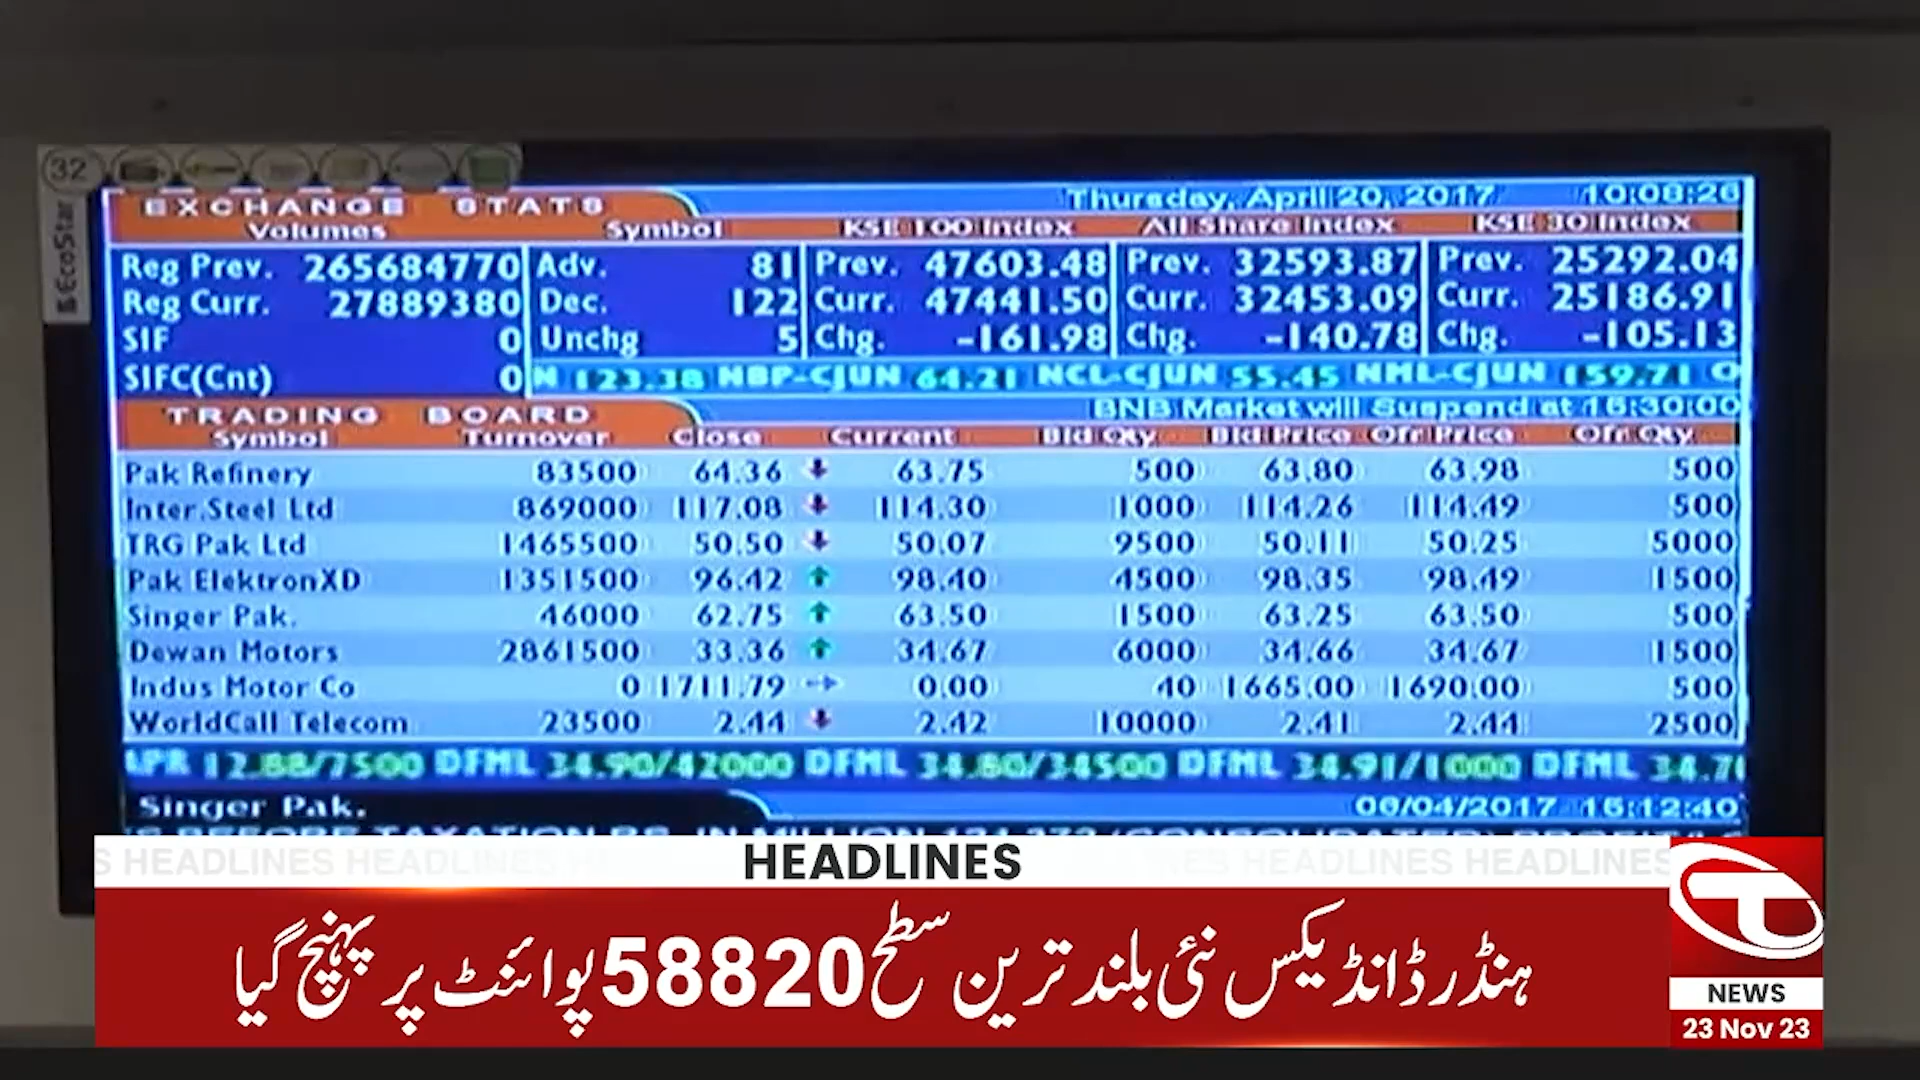 32
EcoStar
EXCHANGE STATS Thursday, April 20, 2017 10:08:26
Volumes Symbol KSE 100 Index All Share Index KSE 30 Index
Reg Prev. 265684770 Adv. 81 Prev. 47603.48 Prev. 32593.87 Prev. 25292.04
Reg Curr. 27889380 Dec. 122 Curr. 47441.50 Curr. 32453.09 Curr. 25186.91
SIF 0 Unchg 5 Chg. -161.98 Chg. -140.78 Chg. -105.13
SIFC(Cnt) 0 N 123.38 NBP-CJUN 64.21 NCL-CJUN 55.45 NML-CJUN 159.71 O
TRADING BOARD BNB Market will Suspend at 16:30:00
Symbol Turnover Close Current Bid Qty Bid Price Ofr Price Ofr Qty
Pak Refinery 83500 64.36 63.75 500 63.80 63.98 500
Inter.Steel Ltd 869000 117.08 114.30 1000 114.26 114.49 500
TRG Pak Ltd 1465500 50.50 50.07 9500 50.11 50.25 5000
Pak ElektronXD 1351500 96.42 98.40 4500 98.35 98.49 1500
Singer Pak. 46000 62.75 63.50 1500 63.25 63.50 500
Dewan Motors 2861500 33.36 34.67 6000 34.66 34.67 1500
Indus Motor Co 0 1711.79 0.00 40 1665.00 1690.00 500
WorldCall Telecom 23500 2.44 2.42 10000 2.41 2.44 2500
APR 12.88/7500 DFML 34.90/42000 DFML 34.80/34500 DFML 34.91/1000 DFML 34.7
Singer Pak. 06/04/2017 16:12:40
BEFORE TAXATION RS. IN MILLION
S HEADLINES HEADLINES HEADLINES HEADLINES HEADLINES
ہنڈرڈ انڈیکس نئی بلند ترین سطح 58820 پوائنٹ پر پہنچ گیا
T
NEWS
23 Nov 23